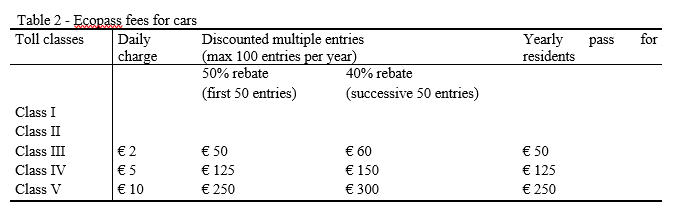 Table 2 - Ecopass fees for cars
Toll classes Daily charge Discounted multiple entries (max 100 entries per year) Yearly pass for residents
50% rebate (first 50 entries) 40% rebate (successive 50 entries)
Class I
Class II
Class III € 2 € 50 € 60 € 50
Class IV € 5 € 125 € 150 € 125
Class V € 10 € 250 € 300 € 250